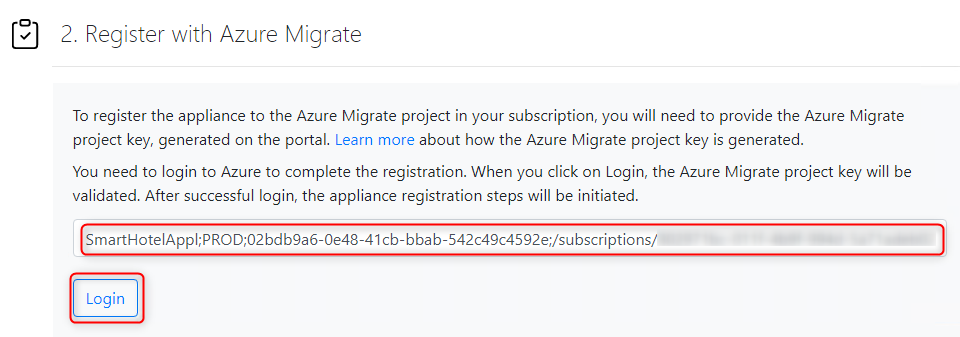 2. Register with Azure Migrate
To register the appliance to the Azure Migrate project in your subscription, you will need to provide the Azure Migrate
project key, generated on the portal. Learn more about how the Azure Migrate project key is generated.
You need to login to Azure to complete the registration. When you click on Login, the Azure Migrate project key will be
validated. After successful login, the appliance registration steps will be initiated.
SmartHotelAppl;PROD;02bdb9a6-0e48-41cb-bbab-542c49c4592e;/subscriptions/
Login